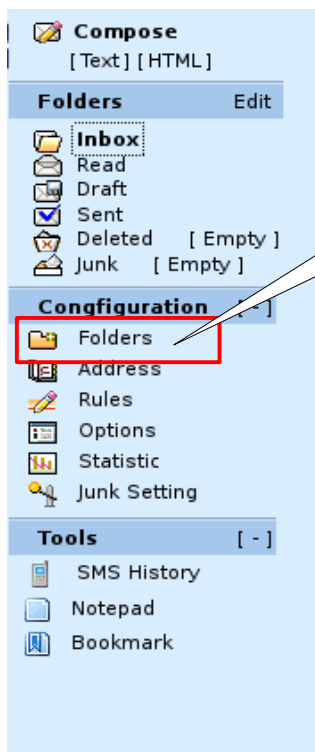 Compose
[Text] [HTML]
Folders Edit
Inbox
Read
Draft
Sent
Deleted [ Empty ]
Junk [ Empty ]
Congfiguration [ - ]
Folders
Address
Rules
Options
Statistic
Junk Setting
Tools [ - ]
SMS History
Notepad
Bookmark